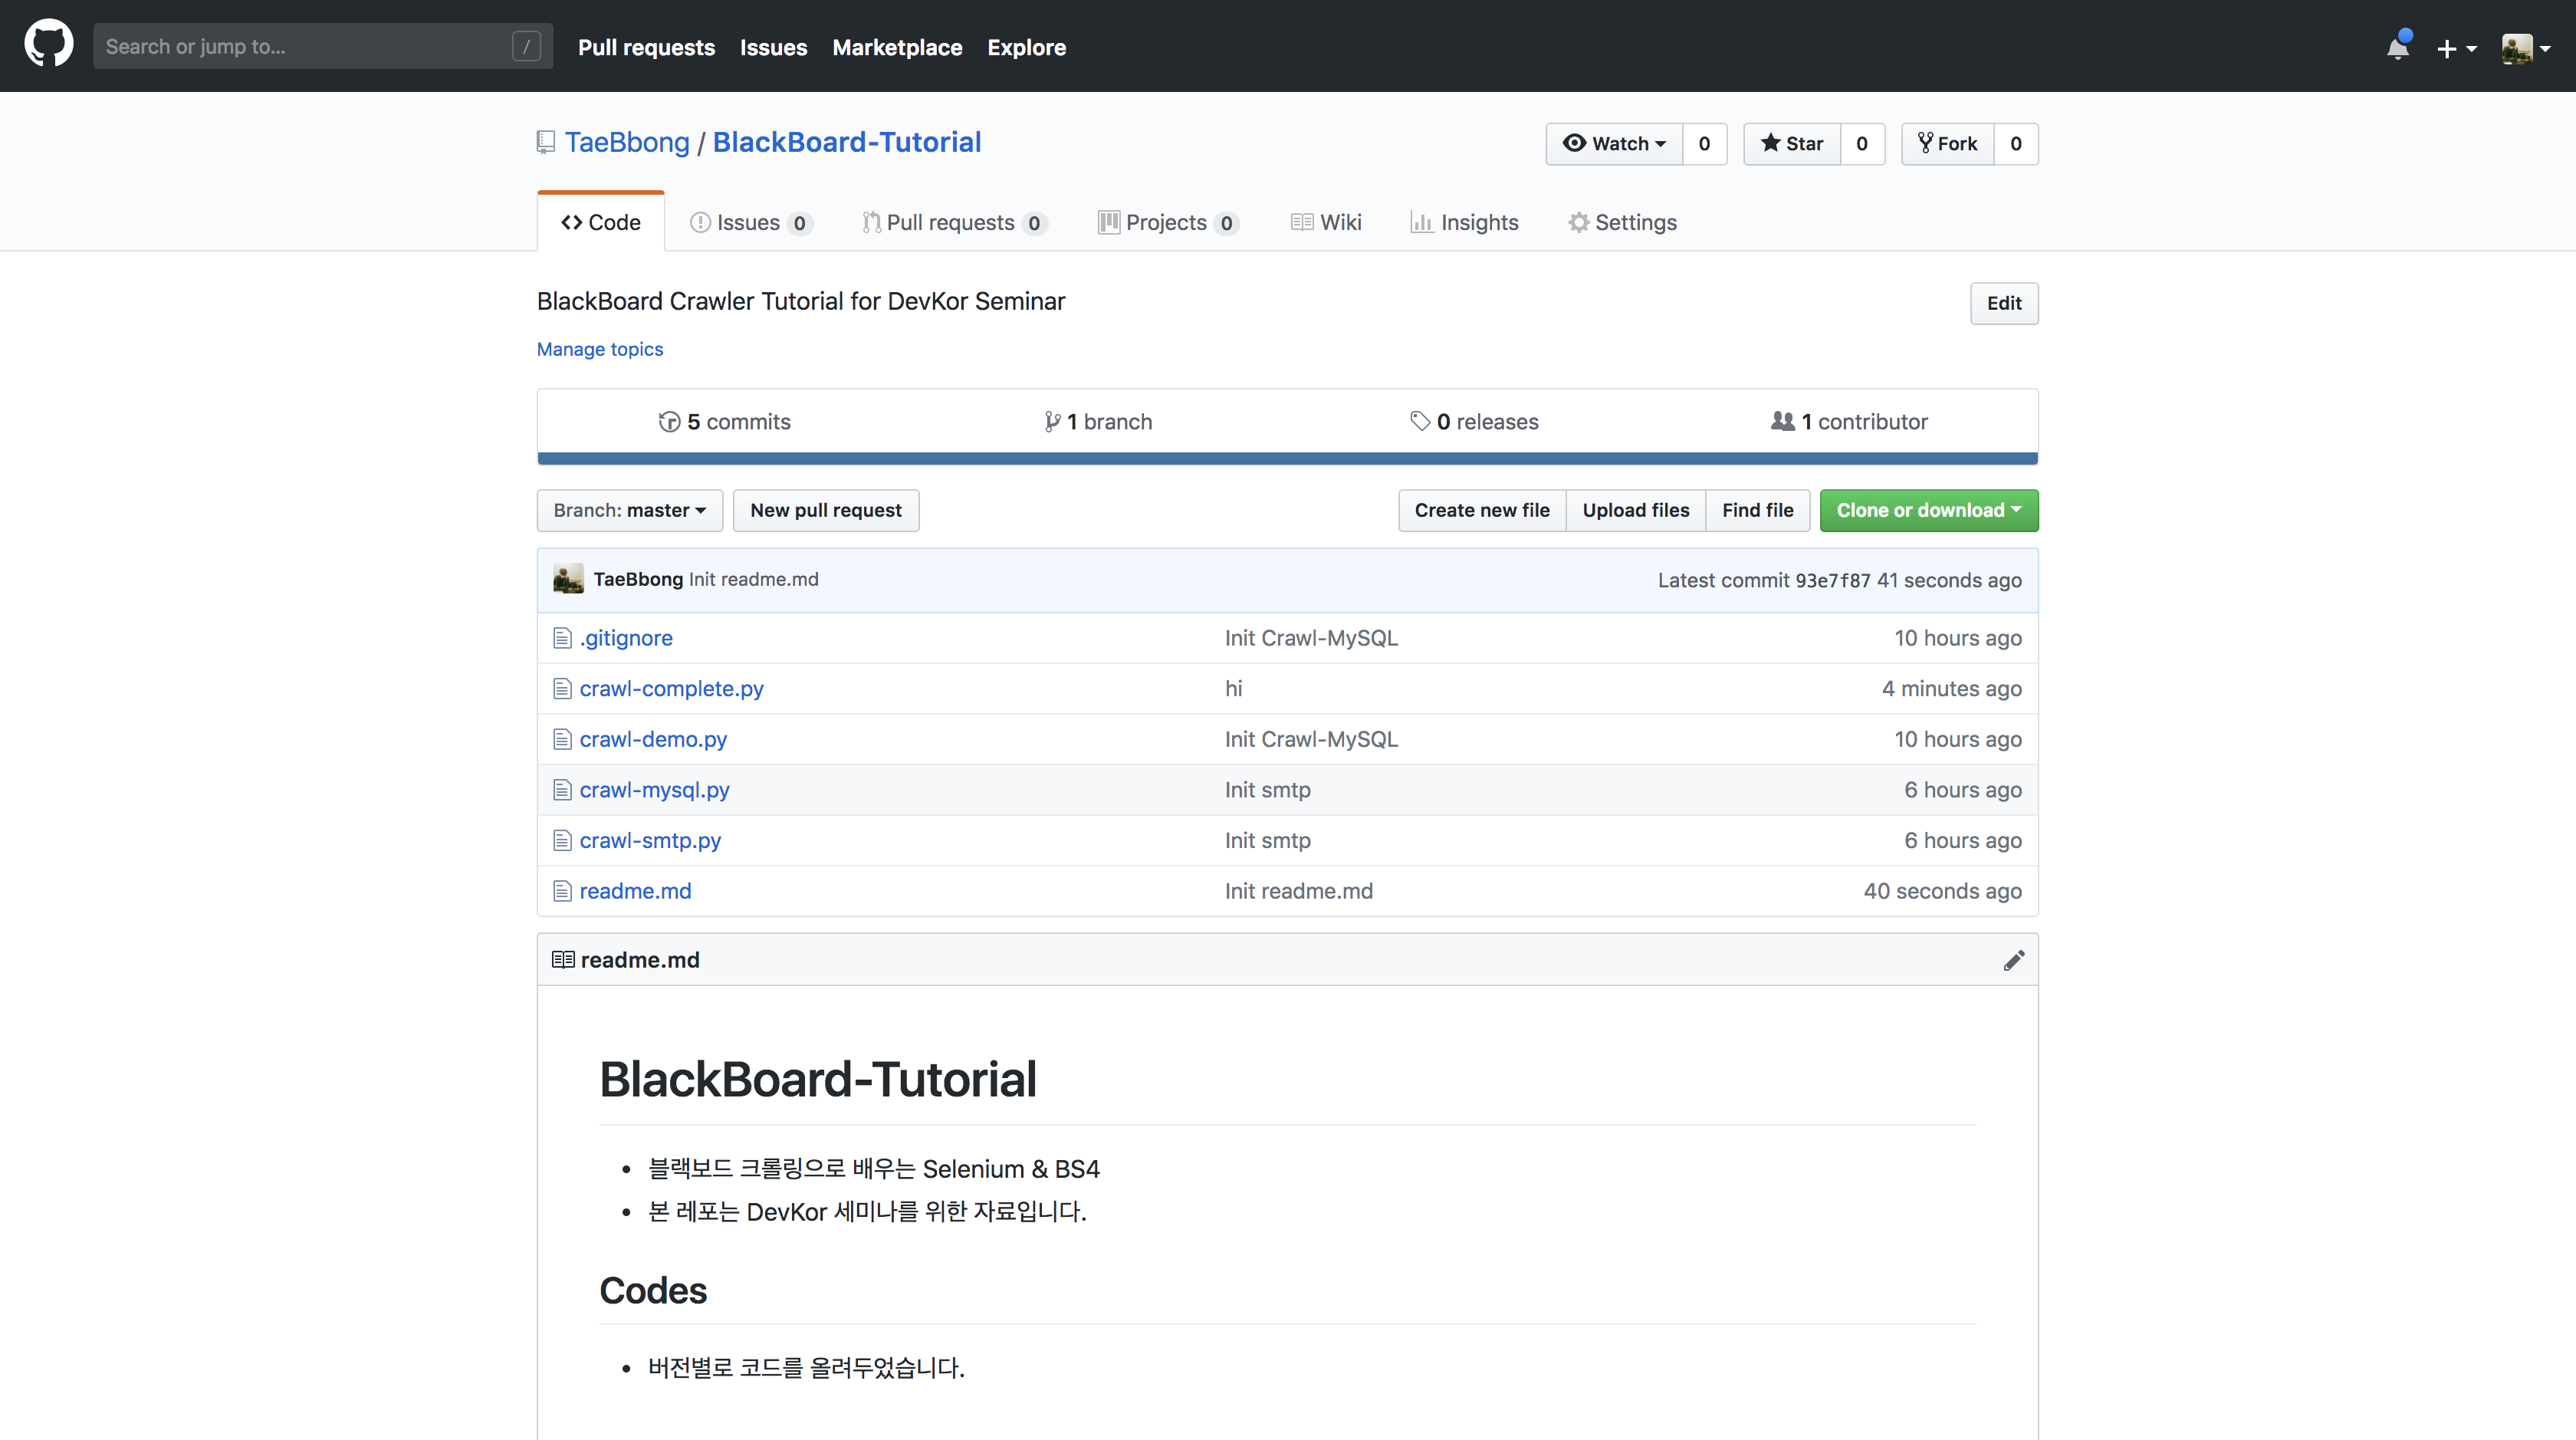 Search or jump to... /
Pull requests Issues Marketplace Explore
TaeBbong / BlackBoard-Tutorial
Watch 0 Star 0 Fork 0
Code Issues 0 Pull requests 0 Projects 0 Wiki Insights Settings
BlackBoard Crawler Tutorial for DevKor Seminar
Edit
Manage topics
5 commits 1 branch 0 releases 1 contributor
Branch: master New pull request Create new file Upload files Find file Clone or download
TaeBbong Init readme.md Latest commit 93e7f87 41 seconds ago
.gitignore Init Crawl-MySQL 10 hours ago
crawl-complete.py hi 4 minutes ago
crawl-demo.py Init Crawl-MySQL 10 hours ago
crawl-mysql.py Init smtp 6 hours ago
crawl-smtp.py Init smtp 6 hours ago
readme.md Init readme.md 40 seconds ago
readme.md
BlackBoard-Tutorial
• 블랙보드 크롤링으로 배우는 Selenium & BS4
• 본 레포는 DevKor 세미나를 위한 자료입니다.
Codes
• 버전별로 코드를 올려두었습니다.